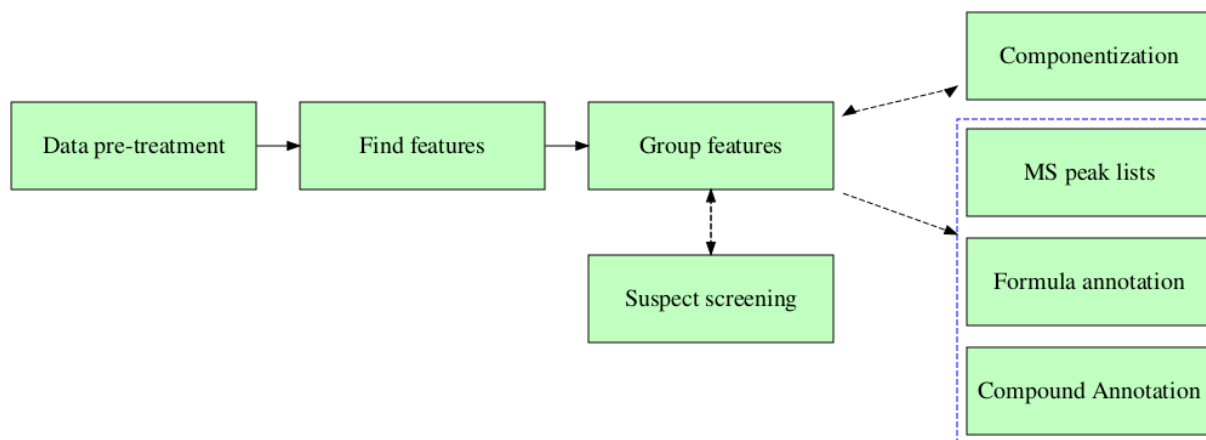 Componentization
Data pre-treatment
Find features
Group features
MS peak lists
Formula annotation
Suspect screening
Compound Annotation